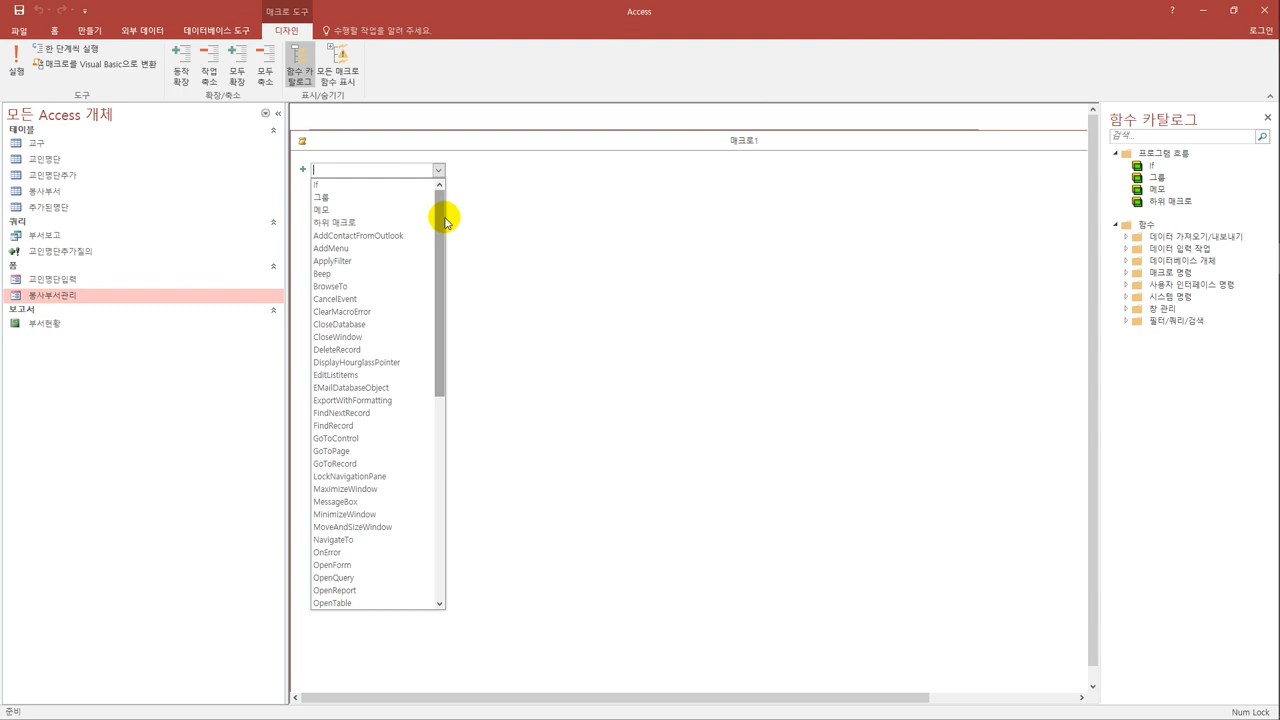 매크로 도구
Access
?
파일
홈
만들기
외부 데이터
데이터베이스 도구
디자인
수행할 작업을 알려 주세요.
로그인
실행
한 단계씩 실행
매크로를 Visual Basic으로 변환
도구
동작 확장
작업 축소
모두 확장
모두 축소
확장/축소
함수 카탈로그
모든 매크로 함수 표시
표시/숨기기
모든 Access 개체
테이블
교구
교인명단
교인명단추가
봉사부서
추가된명단
쿼리
부서보고
교인명단추가질의
폼
교인명단입력
봉사부서관리
보고서
부서현황
매크로1
If
그룹
메모
하위 매크로
AddContactFromOutlook
AddMenu
ApplyFilter
Beep
BrowseTo
CancelEvent
ClearMacroError
CloseDatabase
CloseWindow
DeleteRecord
DisplayHourglassPointer
EditListItems
EMailDatabaseObject
ExportWithFormatting
FindNextRecord
FindRecord
GoToControl
GoToPage
GoToRecord
LockNavigationPane
MaximizeWindow
MessageBox
MinimizeWindow
MoveAndSizeWindow
NavigateTo
OnError
OpenForm
OpenQuery
OpenReport
OpenTable
함수 카탈로그
검색...
프로그램 흐름
If
그룹
메모
하위 매크로
함수
데이터 가져오기/내보내기
데이터 입력 작업
데이터베이스 개체
매크로 명령
사용자 인터페이스 명령
시스템 명령
창 관리
필터/쿼리/검색
준비
Num Lock